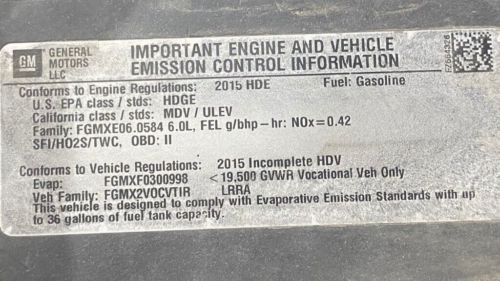 GM GENERAL MOTORS LLC
IMPORTANT ENGINE AND VEHICLE
EMISSION CONTROL INFORMATION
Conforms to Engine Regulations: 2015 HDE Fuel: Gasoline
U.S. EPA class / stds: HDGE
California class / stds: MDV / ULEV
Family: FGMXE06.0584 6.0L, FEL g/bhp-hr: NOx=0.42
SFI/HO2S/TWC, OBD: II
Conforms to Vehicle Regulations: 2015 Incomplete HDV
Evap: FGMXF0300998 <19,500 GVWR Vocational Veh Only
Veh Family: FGMX2VOCVTIR LRRA
This vehicle is designed to comply with Evaporative Emission Standards with up
to 36 gallons of fuel tank capacity.